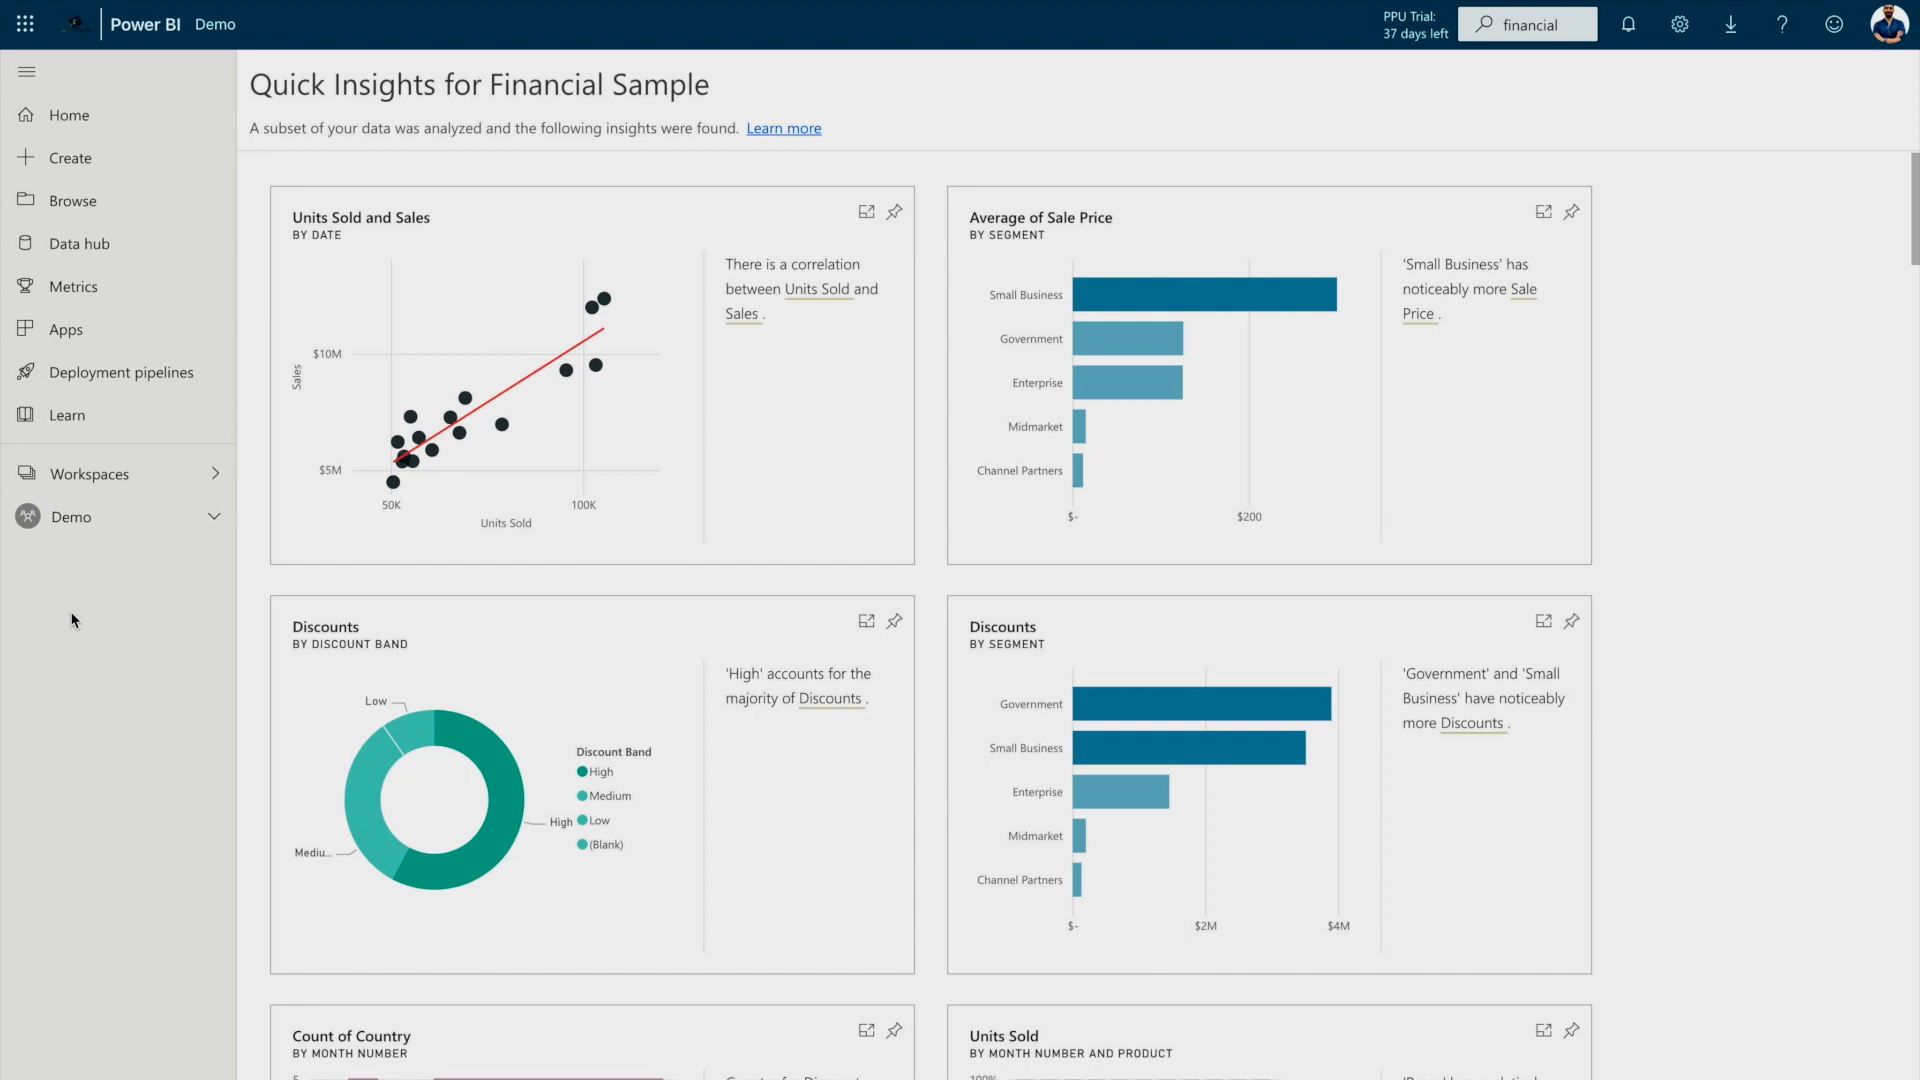 Power BI Demo
PPU Trial:
37 days left
financial
Home
Create
Browse
Data hub
Metrics
Apps
Deployment pipelines
Learn
Workspaces
Demo
Quick Insights for Financial Sample
A subset of your data was analyzed and the following insights were found. Learn more
Units Sold and Sales
BY DATE
Sales
$10M
$5M
50K
100K
Units Sold
There is a correlation
between Units Sold and
Sales .
Average of Sale Price
BY SEGMENT
Small Business
Government
Enterprise
Midmarket
Channel Partners
$-
$200
'Small Business' has
noticeably more Sale
Price .
Discounts
BY DISCOUNT BAND
Low
Mediu...
High
Discount Band
High
Medium
Low
(Blank)
'High' accounts for the
majority of Discounts .
Discounts
BY SEGMENT
Government
Small Business
Enterprise
Midmarket
Channel Partners
$-
$2M
$4M
'Government' and 'Small
Business' have noticeably
more Discounts .
Count of Country
BY MONTH NUMBER
Units Sold
BY MONTH NUMBER AND PRODUCT
100%